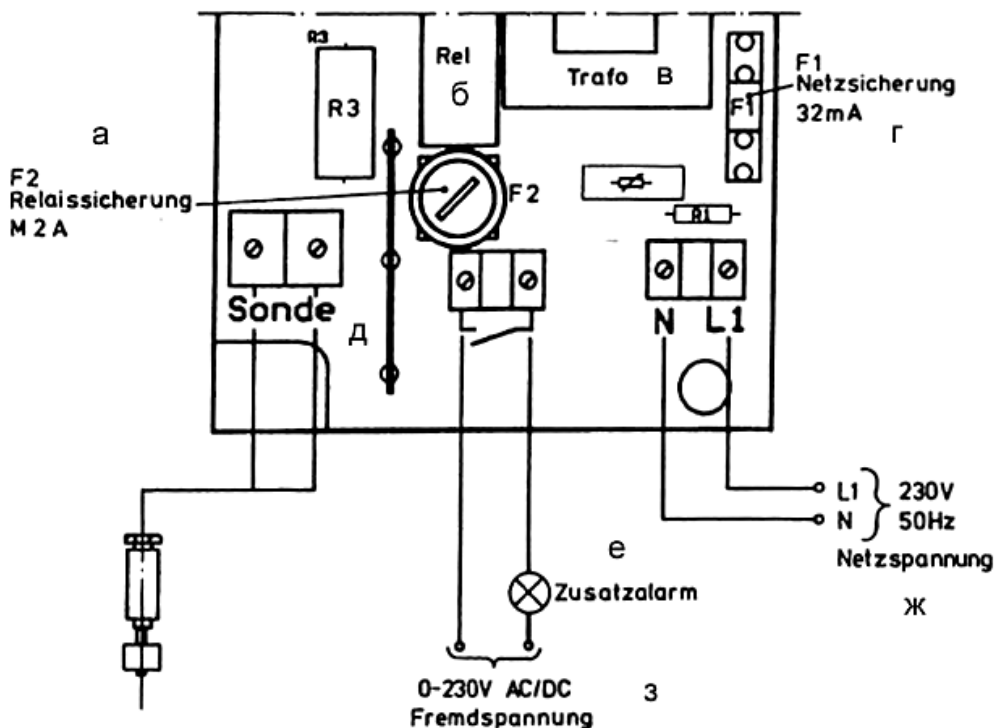 R3
Rel
б
Trafo
в
F1
Netzsicherung
32mA
г
R3
F1
а
F2
Relaissicherung
M 2 A
F2
R1
Sonde
д
N
L1
L1
230V
N
50Hz
Netzspannung
ж
е
Zusatzalarm
0-230V AC/DC
Fremdspannung
з